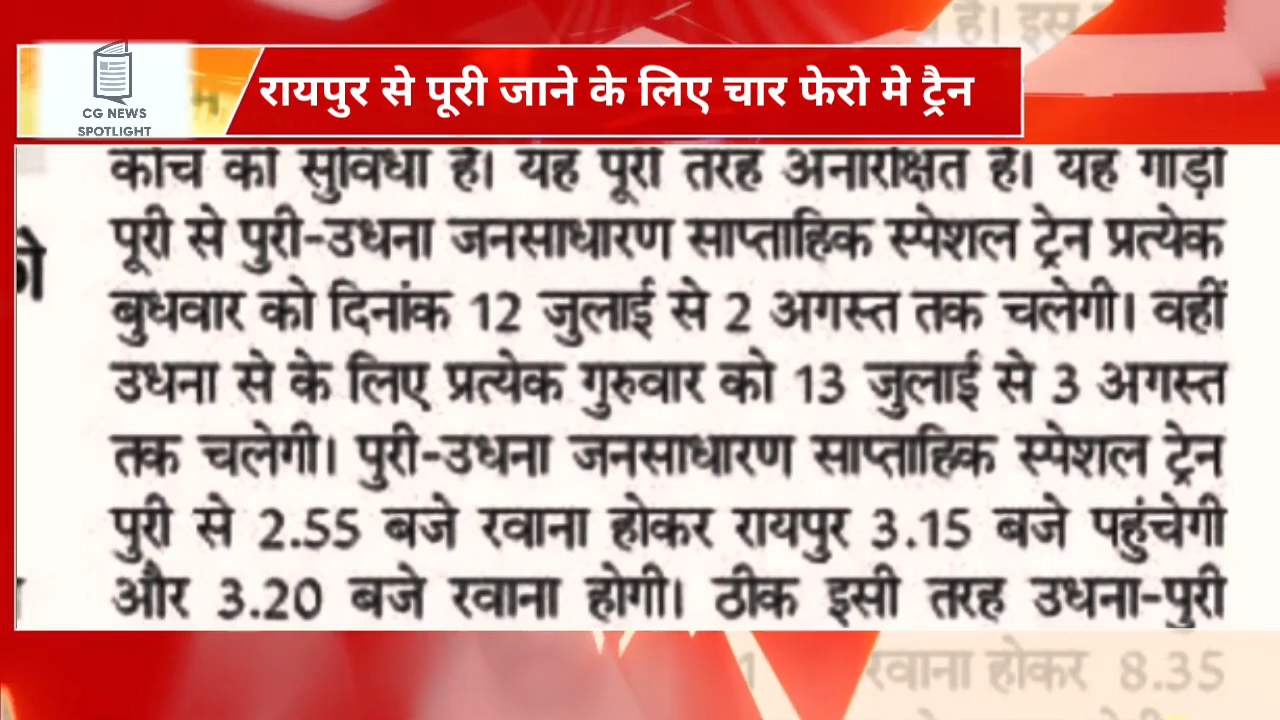 है। इस
CG NEWS
SPOTLIGHT
रायपुर से पूरी जाने के लिए चार फेरो मे ट्रैन
कोच की सुविधा है। यह पूरी तरह अनारक्षित है। यह गाड़ी
पूरी से पुरी-उधना जनसाधारण साप्ताहिक स्पेशल ट्रेन प्रत्येक
बुधवार को दिनांक 12 जुलाई से 2 अगस्त तक चलेगी। वहीं
उधना से के लिए प्रत्येक गुरुवार को 13 जुलाई से 3 अगस्त
तक चलेगी। पुरी-उधना जनसाधारण साप्ताहिक स्पेशल ट्रेन
पुरी से 2.55 बजे रवाना होकर रायपुर 3.15 बजे पहुंचेगी
और 3.20 बजे रवाना होगी। ठीक इसी तरह उधना-पुरी
रवाना होकर 8.35